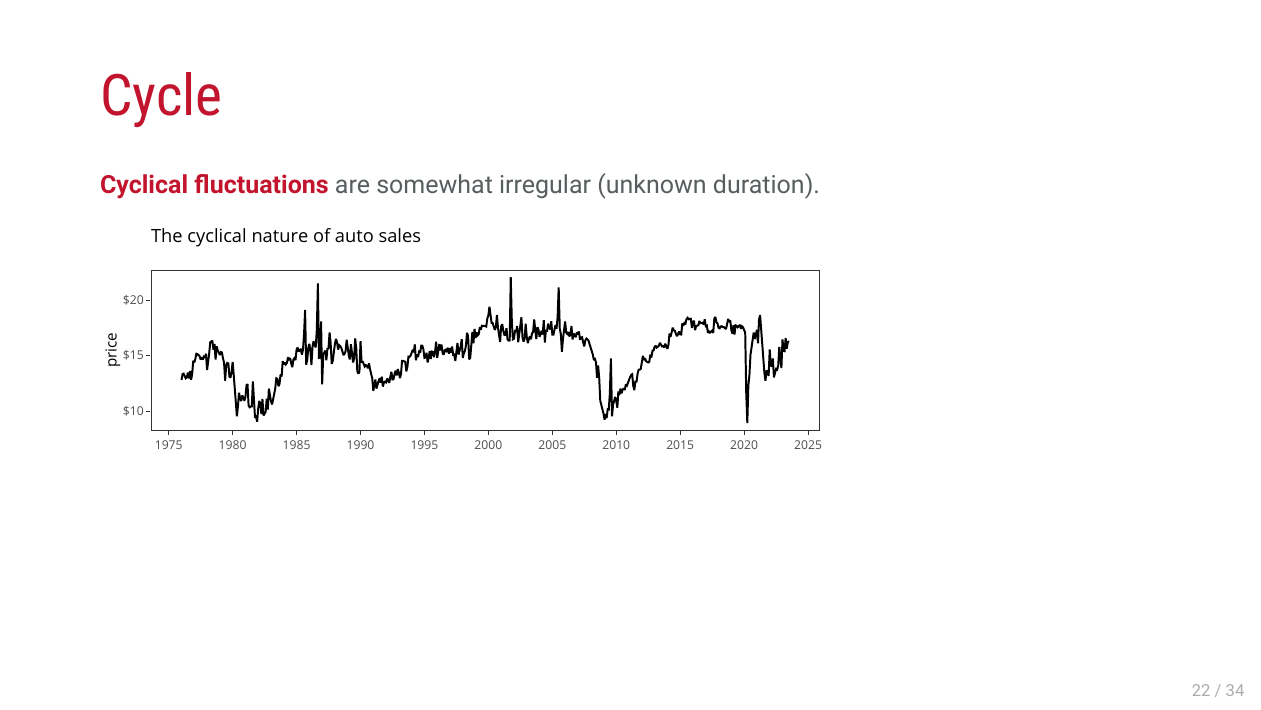 Cycle
Cyclical fluctuations are somewhat irregular (unknown duration).
The cyclical nature of auto sales
price
$20
$15
$10
1975 1980 1985 1990 1995 2000 2005 2010 2015 2020 2025
22 / 34